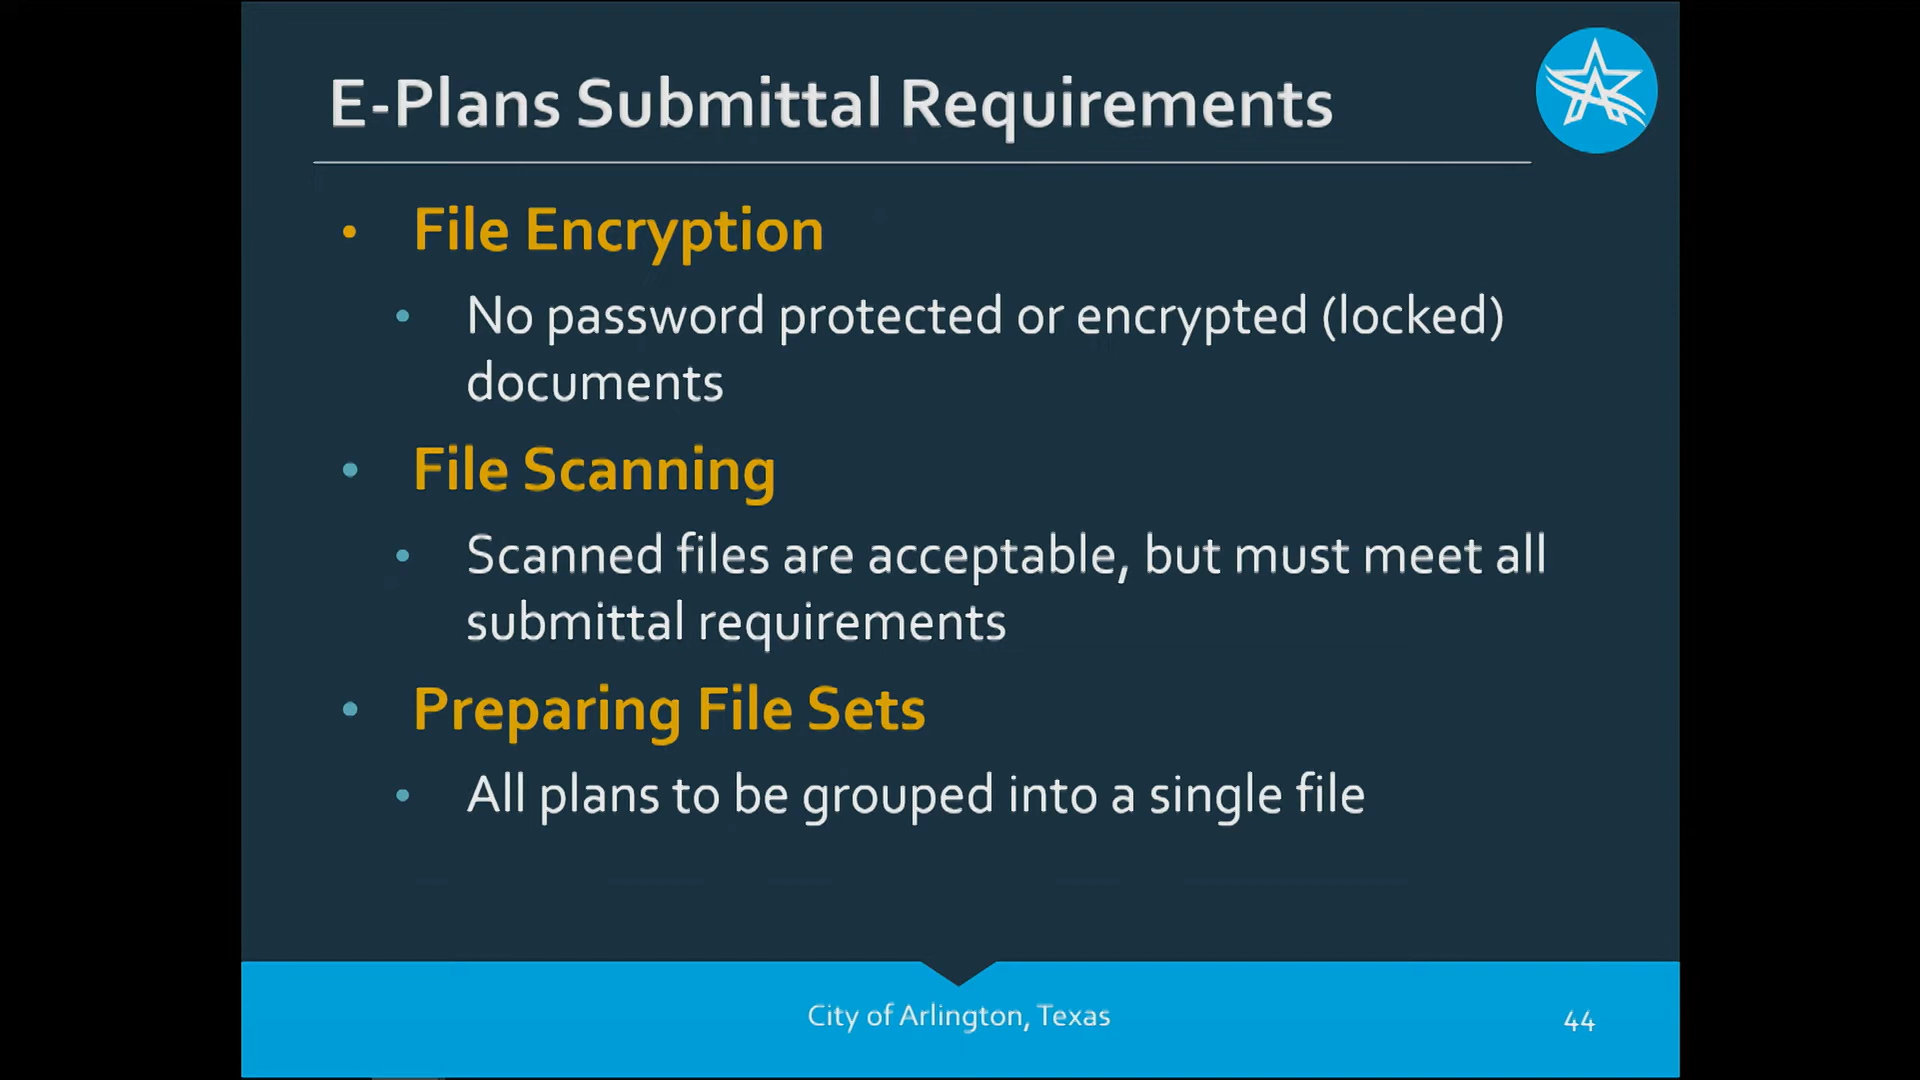 E-Plans Submittal Requirements
• File Encryption
• No password protected or encrypted (locked)
documents
• File Scanning
• Scanned files are acceptable, but must meet all
submittal requirements
• Preparing File Sets
• All plans to be grouped into a single file
City of Arlington, Texas
44